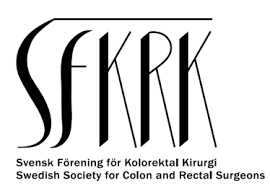 SFKRK
Svensk Förening för Kolorektal Kirurgi
Swedish Society for Colon and Rectal Surgeons